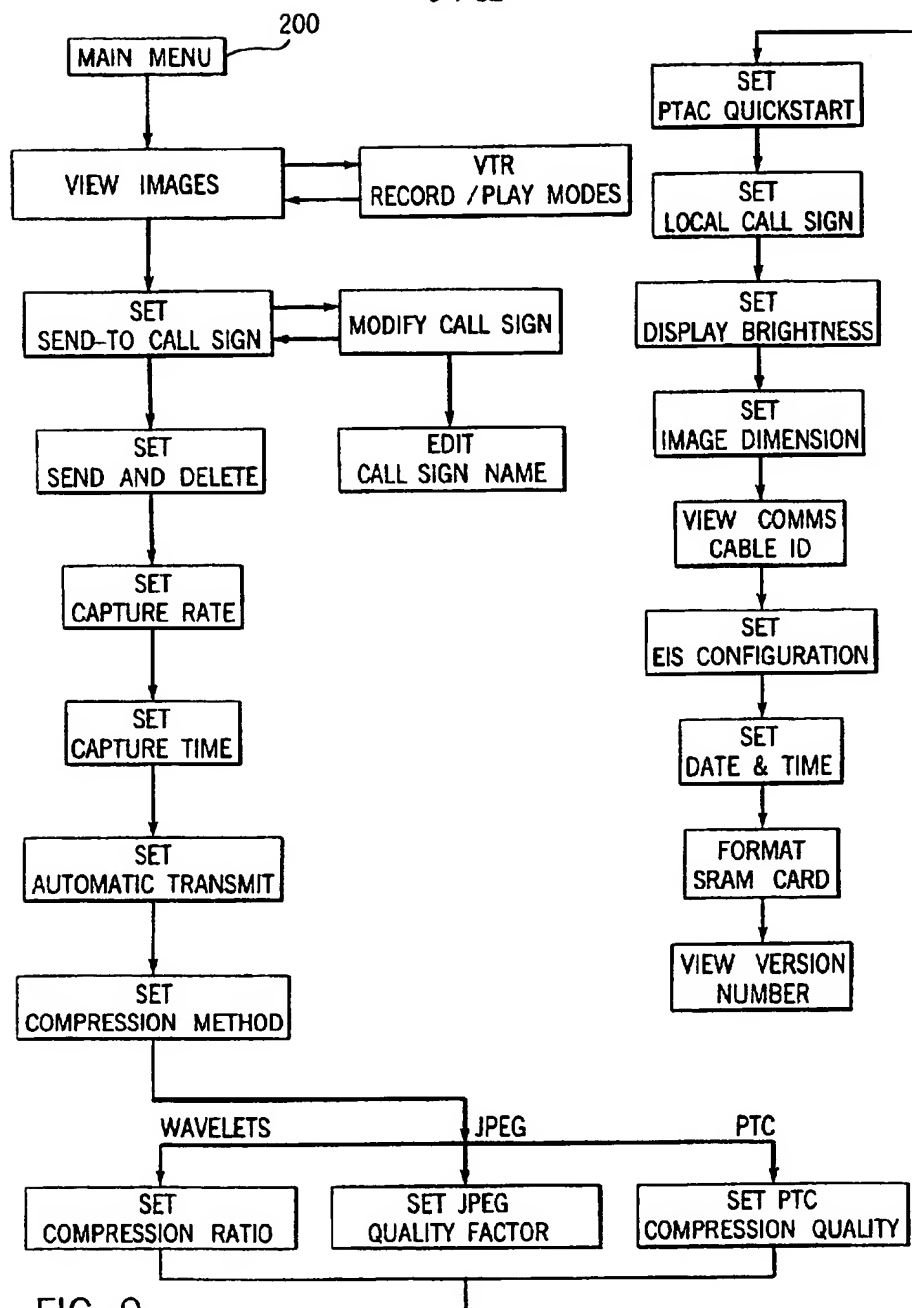 200
MAIN MENU
VIEW IMAGES
VTR
RECORD / PLAY MODES
SET
SEND-TO CALL SIGN
MODIFY CALL SIGN
SET
SEND AND DELETE
EDIT
CALL SIGN NAME
SET
CAPTURE RATE
SET
CAPTURE TIME
SET
AUTOMATIC TRANSMIT
SET
COMPRESSION METHOD
WAVELETS
JPEG
PTC
SET
COMPRESSION RATIO
SET JPEG
QUALITY FACTOR
SET PTC
COMPRESSION QUALITY
SET
PTAC QUICKSTART
SET
LOCAL CALL SIGN
SET
DISPLAY BRIGHTNESS
SET
IMAGE DIMENSION
VIEW COMMS
CABLE ID
SET
EIS CONFIGURATION
SET
DATE & TIME
FORMAT
SRAM CARD
VIEW VERSION
NUMBER